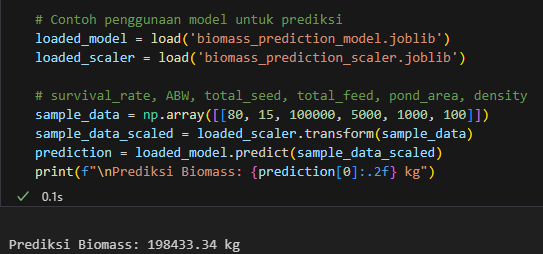 # Contoh penggunaan model untuk prediksi
loaded_model = load('biomass_prediction_model.joblib')
loaded_scaler = load('biomass_prediction_scaler.joblib')
# survival_rate, ABW, total_seed, total_feed, pond_area, density
sample_data = np.array([[80, 15, 100000, 5000, 1000, 100]])
sample_data_scaled = loaded_scaler.transform(sample_data)
prediction = loaded_model.predict(sample_data_scaled)
print(f"\nPrediksi Biomass: {prediction[0]:.2f} kg")
✓ 0.1s
Prediksi Biomass: 198433.34 kg